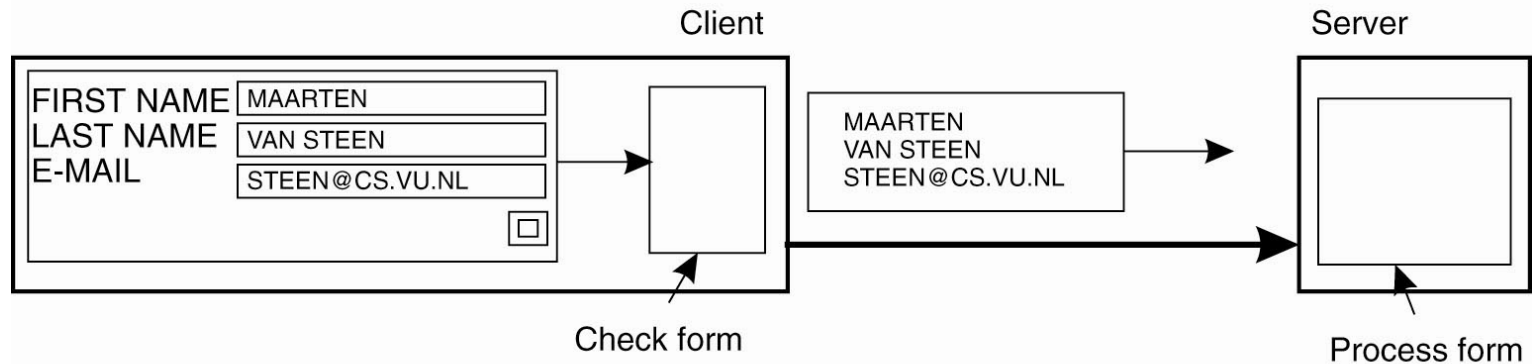 Client
Server
FIRST NAME MAARTEN
LAST NAME VAN STEEN
E-MAIL STEEN@CS.VU.NL
MAARTEN
VAN STEEN
STEEN@CS.VU.NL
Check form
Process form